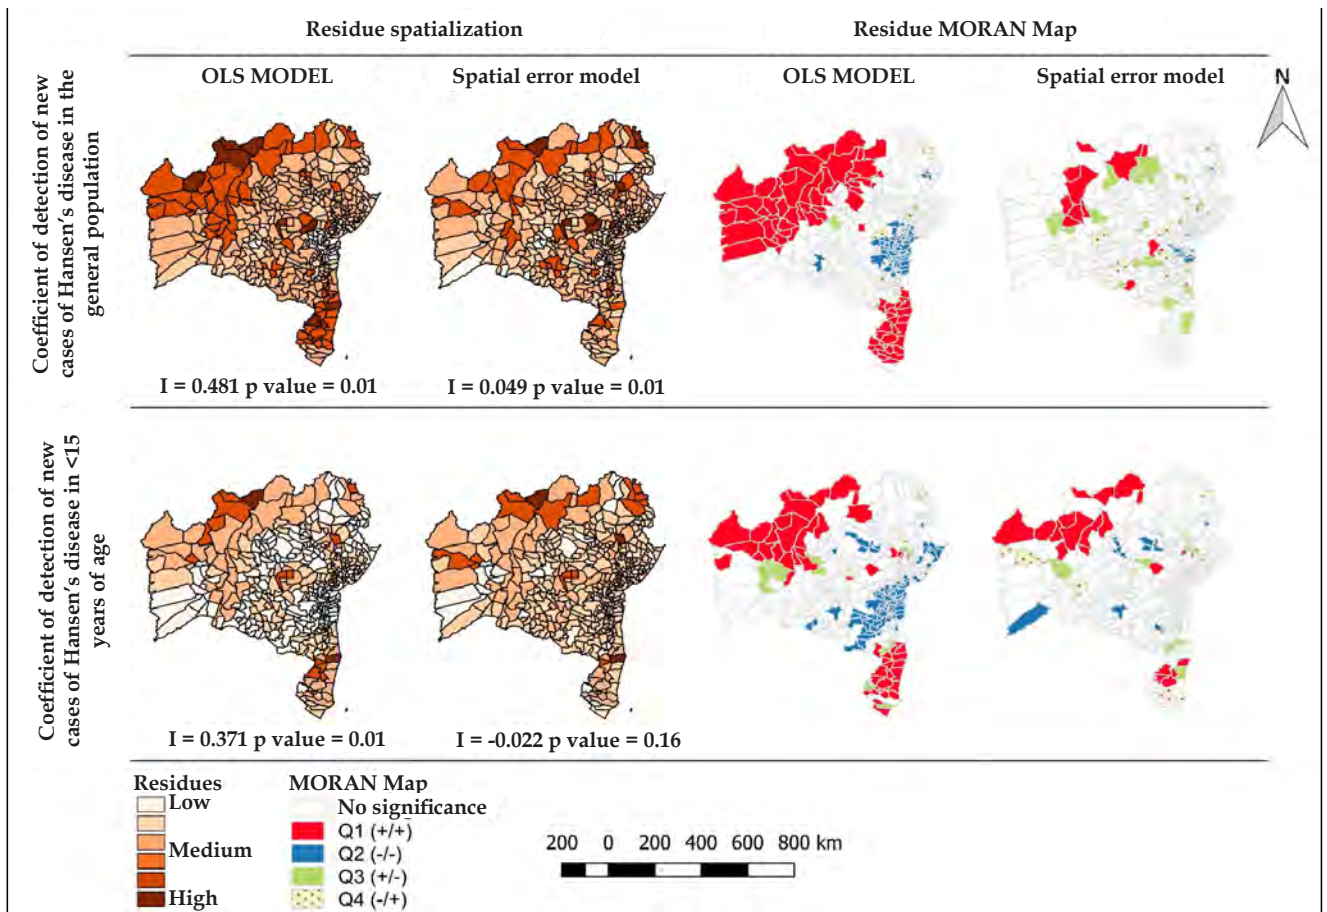 Residue spatialization
Residue MORAN Map
OLS MODEL
Spatial error model
OLS MODEL
Spatial error model
N
Coefficient of detection of new
cases of Hansen's disease in the
general population
I = 0.481 p value = 0.01
I = 0.049 p value = 0.01
Coefficient of detection of new
cases of Hansen's disease in <15
years of age
I = 0.371 p value = 0.01
I = -0.022 p value = 0.16
Residues
Low
Medium
High
MORAN Map
No significance
Q1 (+/+)
Q2 (-/-)
Q3 (+/-)
Q4 (-/+)
200 0 200 400 600 800 km